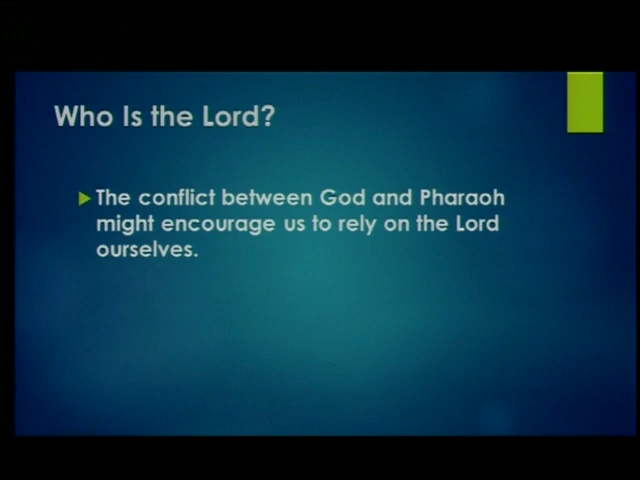 Who Is the Lord?
The conflict between God and Pharaoh
might encourage us to rely on the Lord
ourselves.